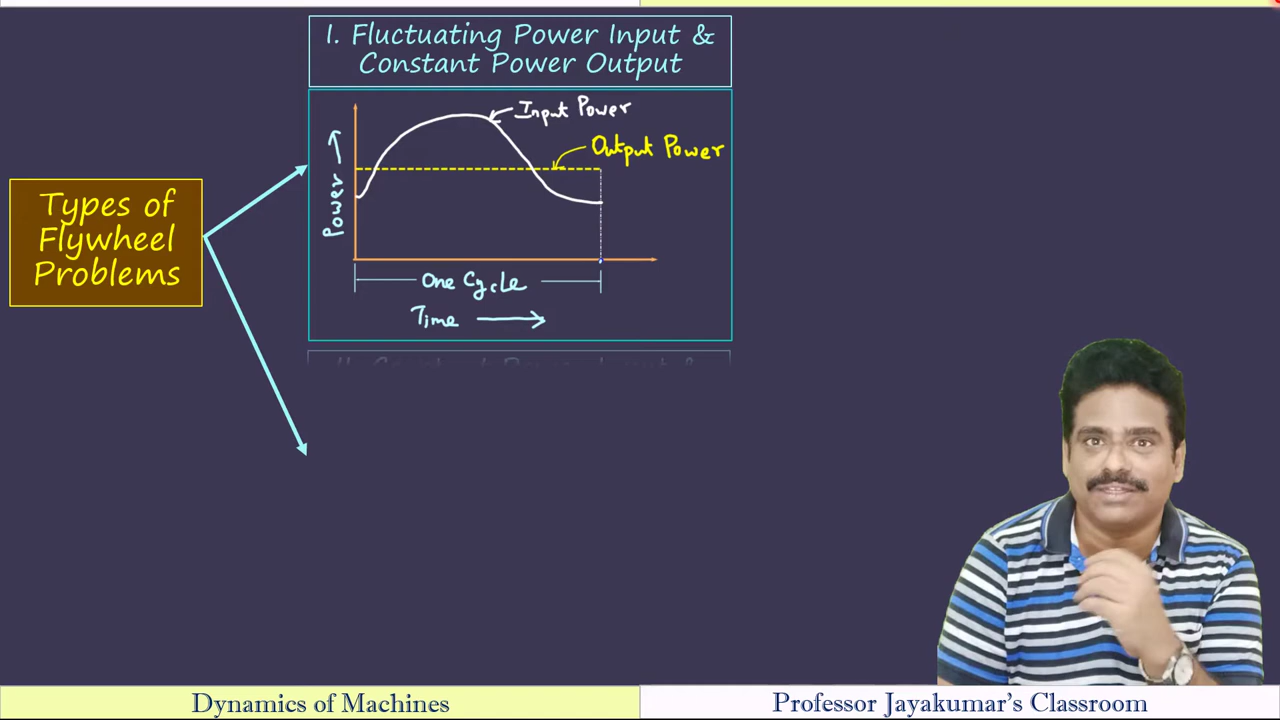 I. Fluctuating Power Input &
Constant Power Output
Input Power
Output Power
Power
Types of
Flywheel
Problems
One Cycle
Time
Dynamics of Machines
Professor Jayakumar's Classroom